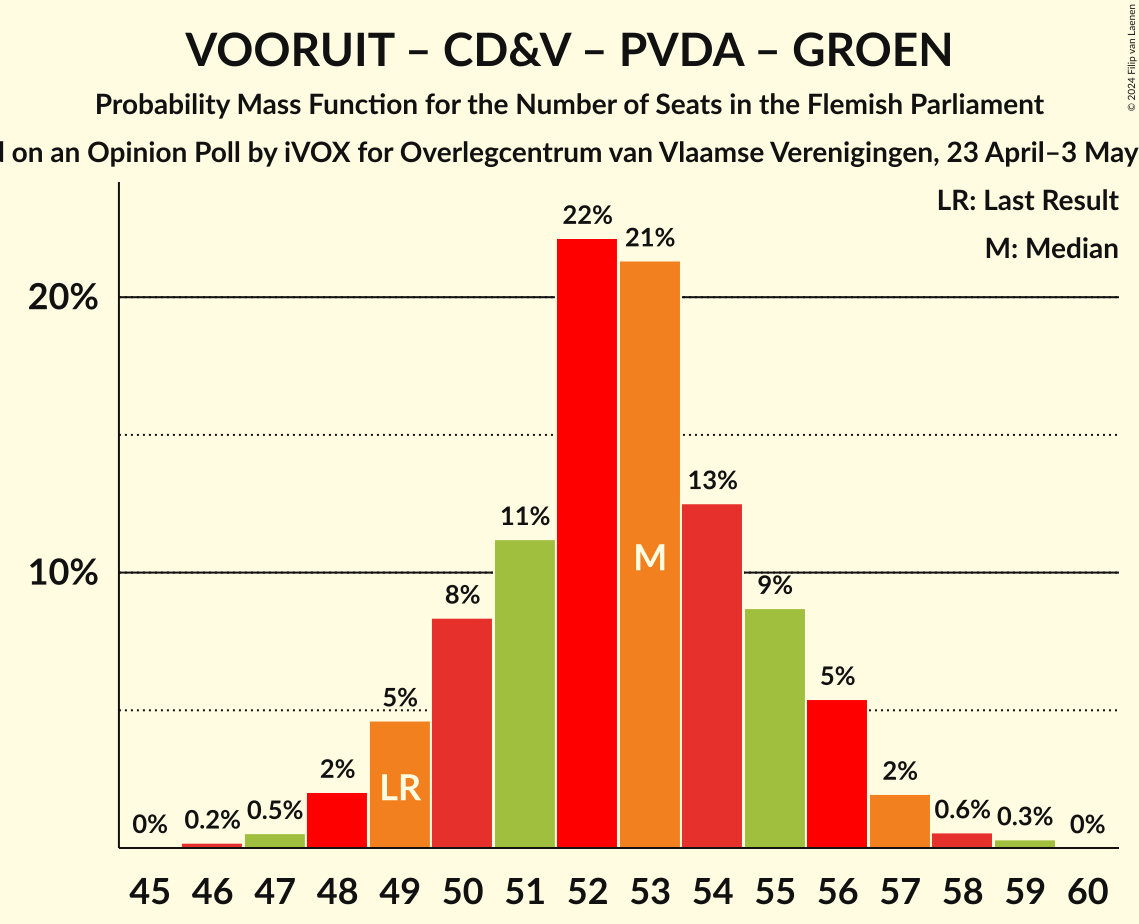 VOORUIT – CD&V – PVDA – GROEN
Probability Mass Function for the Number of Seats in the Flemish Parliament
on an Opinion Poll by iVOX for Overlegcentrum van Vlaamse Verenigingen, 23 April–3 May
© 2024 Filip van Laenen
LR: Last Result
M: Median
20%
10%
0%
0.2%
0.5%
2%
5%
8%
11%
22%
21%
13%
9%
5%
2%
0.6%
0.3%
0%
LR
M
45 46 47 48 49 50 51 52 53 54 55 56 57 58 59 60